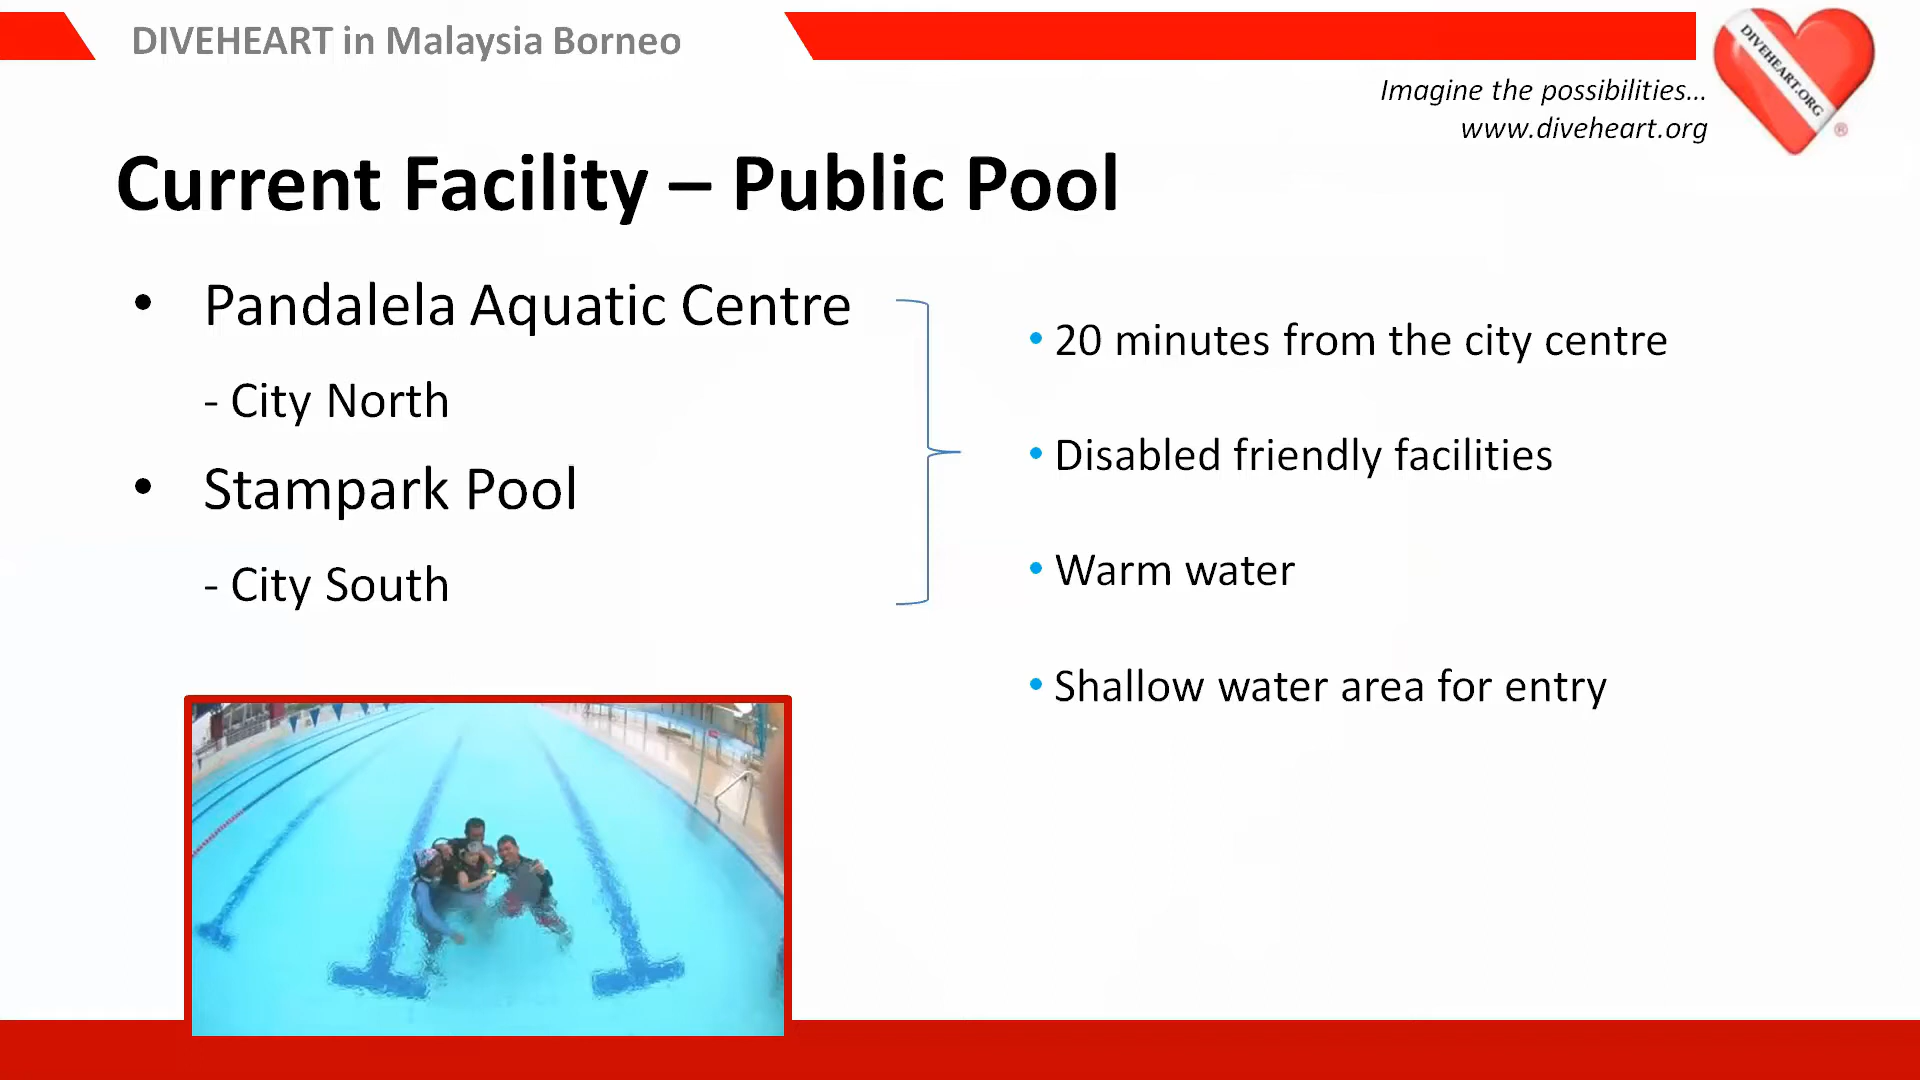 DIVEHEART in Malaysia Borneo
DIVEHEART.ORG
®
Imagine the possibilities...
www.diveheart.org
Current Facility – Public Pool
• Pandalela Aquatic Centre
- City North
• Stampark Pool
- City South
• 20 minutes from the city centre
• Disabled friendly facilities
• Warm water
• Shallow water area for entry